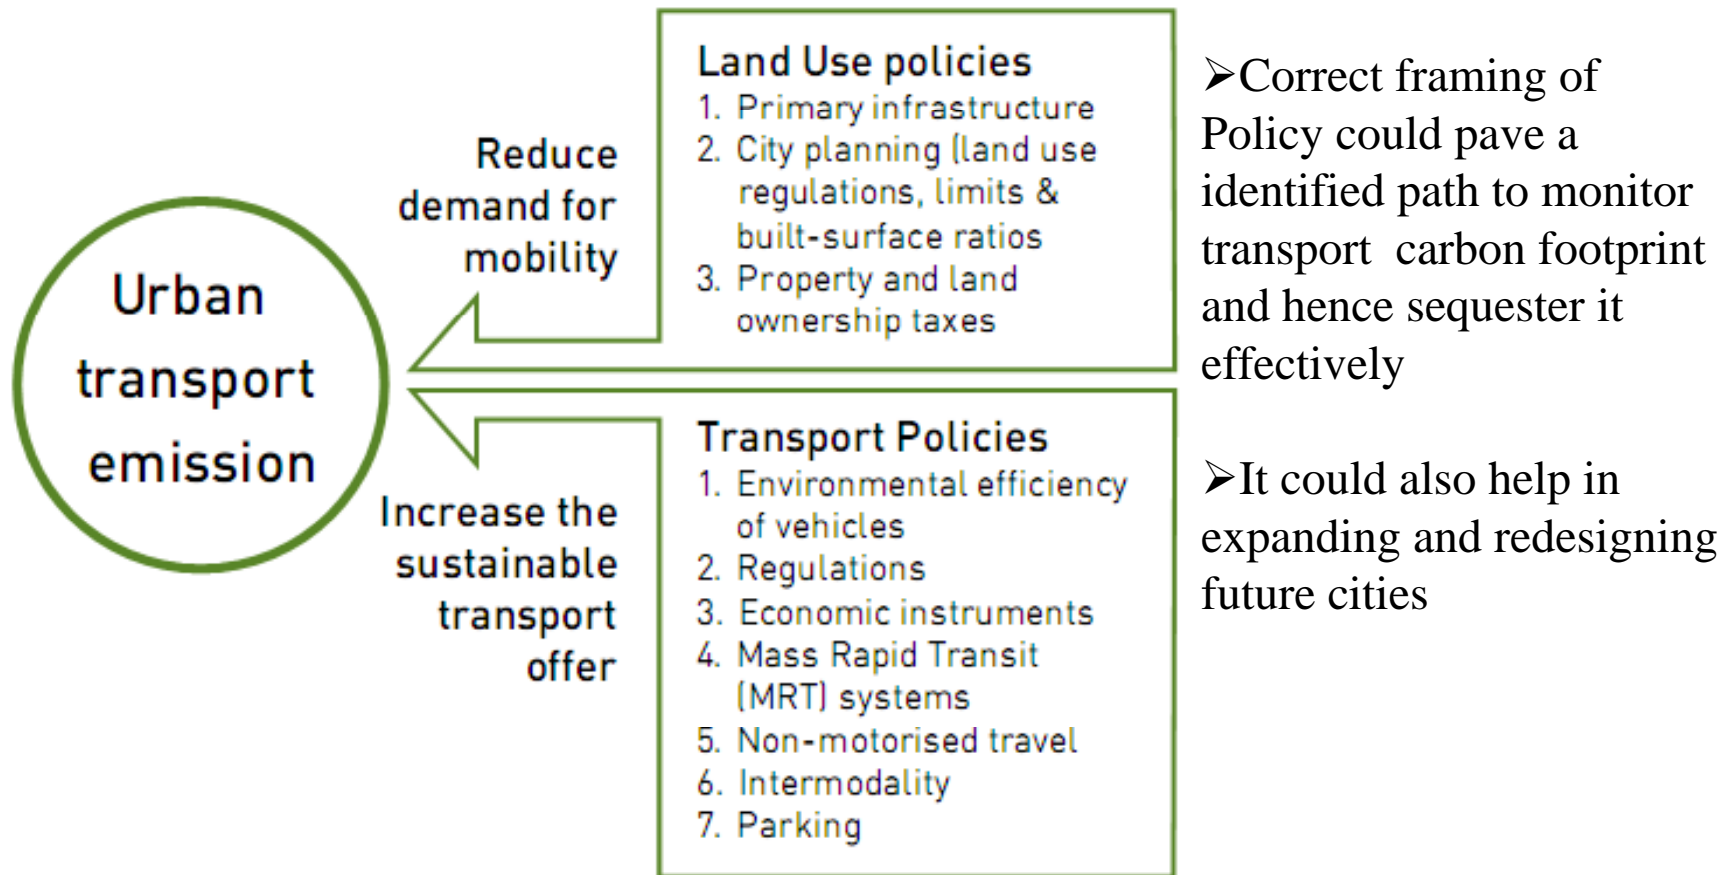 Urban
transport
emission
Reduce
demand for
mobility
Land Use policies
1. Primary infrastructure
2. City planning (land use
regulations, limits &
built-surface ratios
3. Property and land
ownership taxes
Increase the
sustainable
transport
offer
Transport Policies
1. Environmental efficiency
of vehicles
2. Regulations
3. Economic instruments
4. Mass Rapid Transit
(MRT) systems
5. Non-motorised travel
6. Intermodality
7. Parking
➢Correct framing of
Policy could pave a
identified path to monitor
transport  carbon footprint
and hence sequester it
effectively
➢It could also help in
expanding and redesigning
future cities